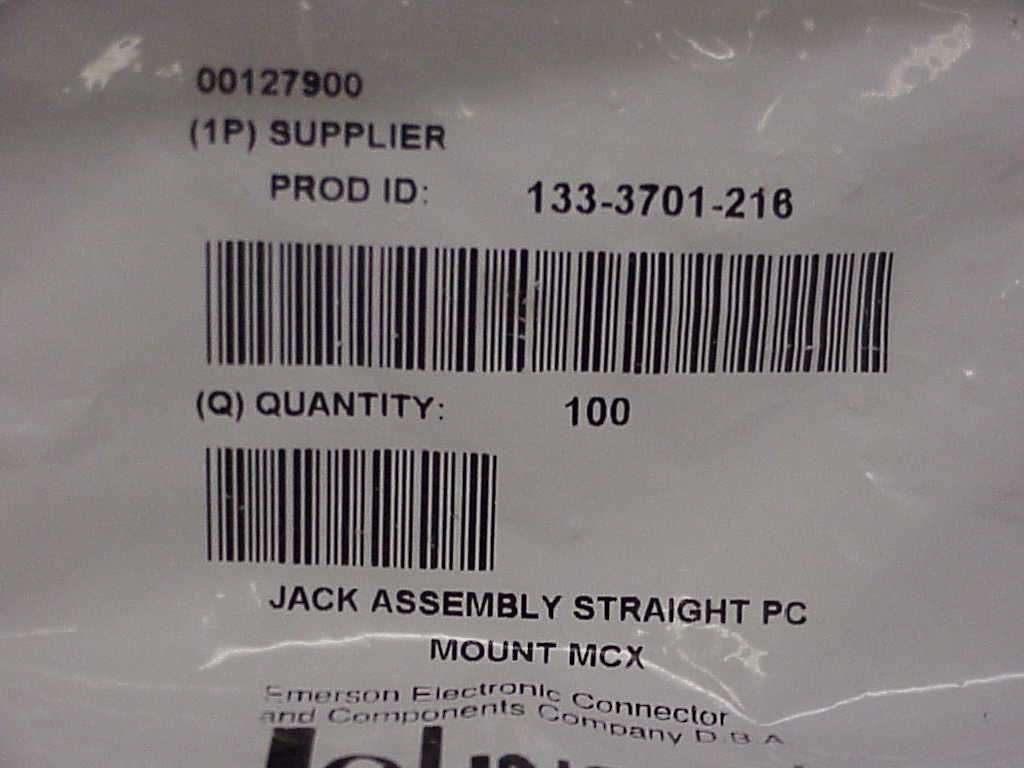 00127900
(1P) SUPPLIER
PROD ID: 133-3701-216
(Q) QUANTITY: 100
JACK ASSEMBLY STRAIGHT PC
MOUNT MCX
Emerson Electronic Connector
and Components Company D.B.A